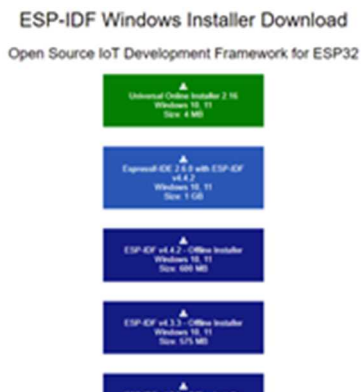 ESP-IDF Windows Installer Download
Open Source IoT Development Framework for ESP32
Universal Online Installer 2.16
Windows 10, 11
Size: 4 MB
Espressif-IDE 2.6.0 with ESP-IDF
v4.4.2
Windows 10, 11
Size: 1 GB
ESP-IDF v4.4.2 - Offline Installer
Windows 10, 11
Size: 600 MB
ESP-IDF v4.3.3 - Offline Installer
Windows 10, 11
Size: 575 MB